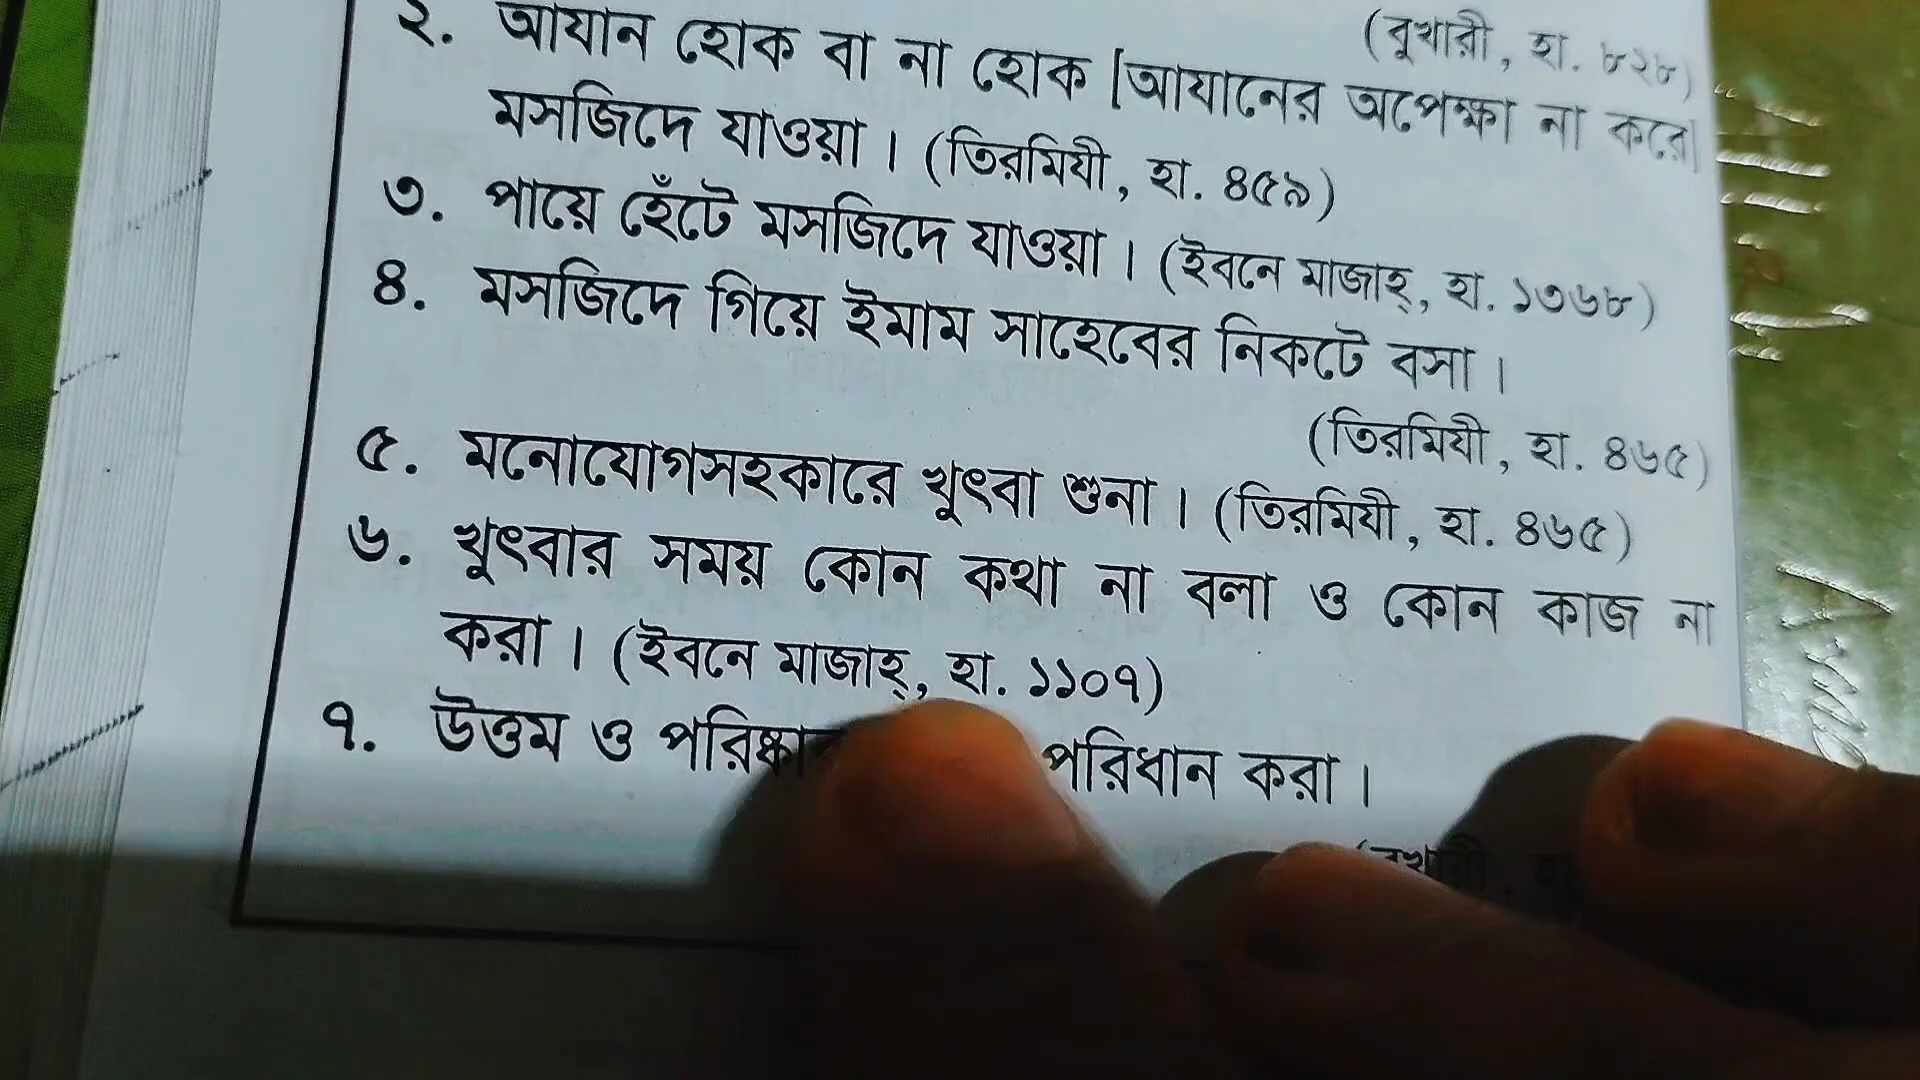 (বুখারী, হা. ৮২৮)
২. আযান হোক বা না হোক [আযানের অপেক্ষা না করে]
মসজিদে যাওয়া। (তিরমিযী, হা. ৪৫৯)
৩. পায়ে হেঁটে মসজিদে যাওয়া। (ইবনে মাজাহ্, হা. ১৩৬৮)
৪. মসজিদে গিয়ে ইমাম সাহেবের নিকটে বসা।
(তিরমিযী, হা. ৪৬৫)
৫. মনোযোগসহকারে খুৎবা শুনা। (তিরমিযী, হা. ৪৬৫)
৬. খুৎবার সময় কোন কথা না বলা ও কোন কাজ না
করা। (ইবনে মাজাহ্, হা. ১১০৭)
৭. উত্তম ও পরিষ্কার পরিধান করা।
(বুখারী, হা